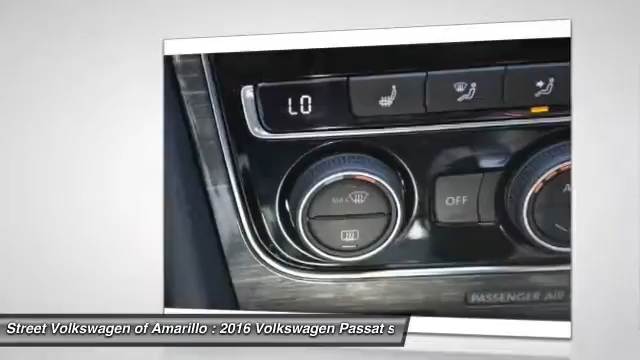 LO
MAX
OFF
A
PASSENGER AIR
Street Volkswagen of Amarillo : 2016 Volkswagen Passat s